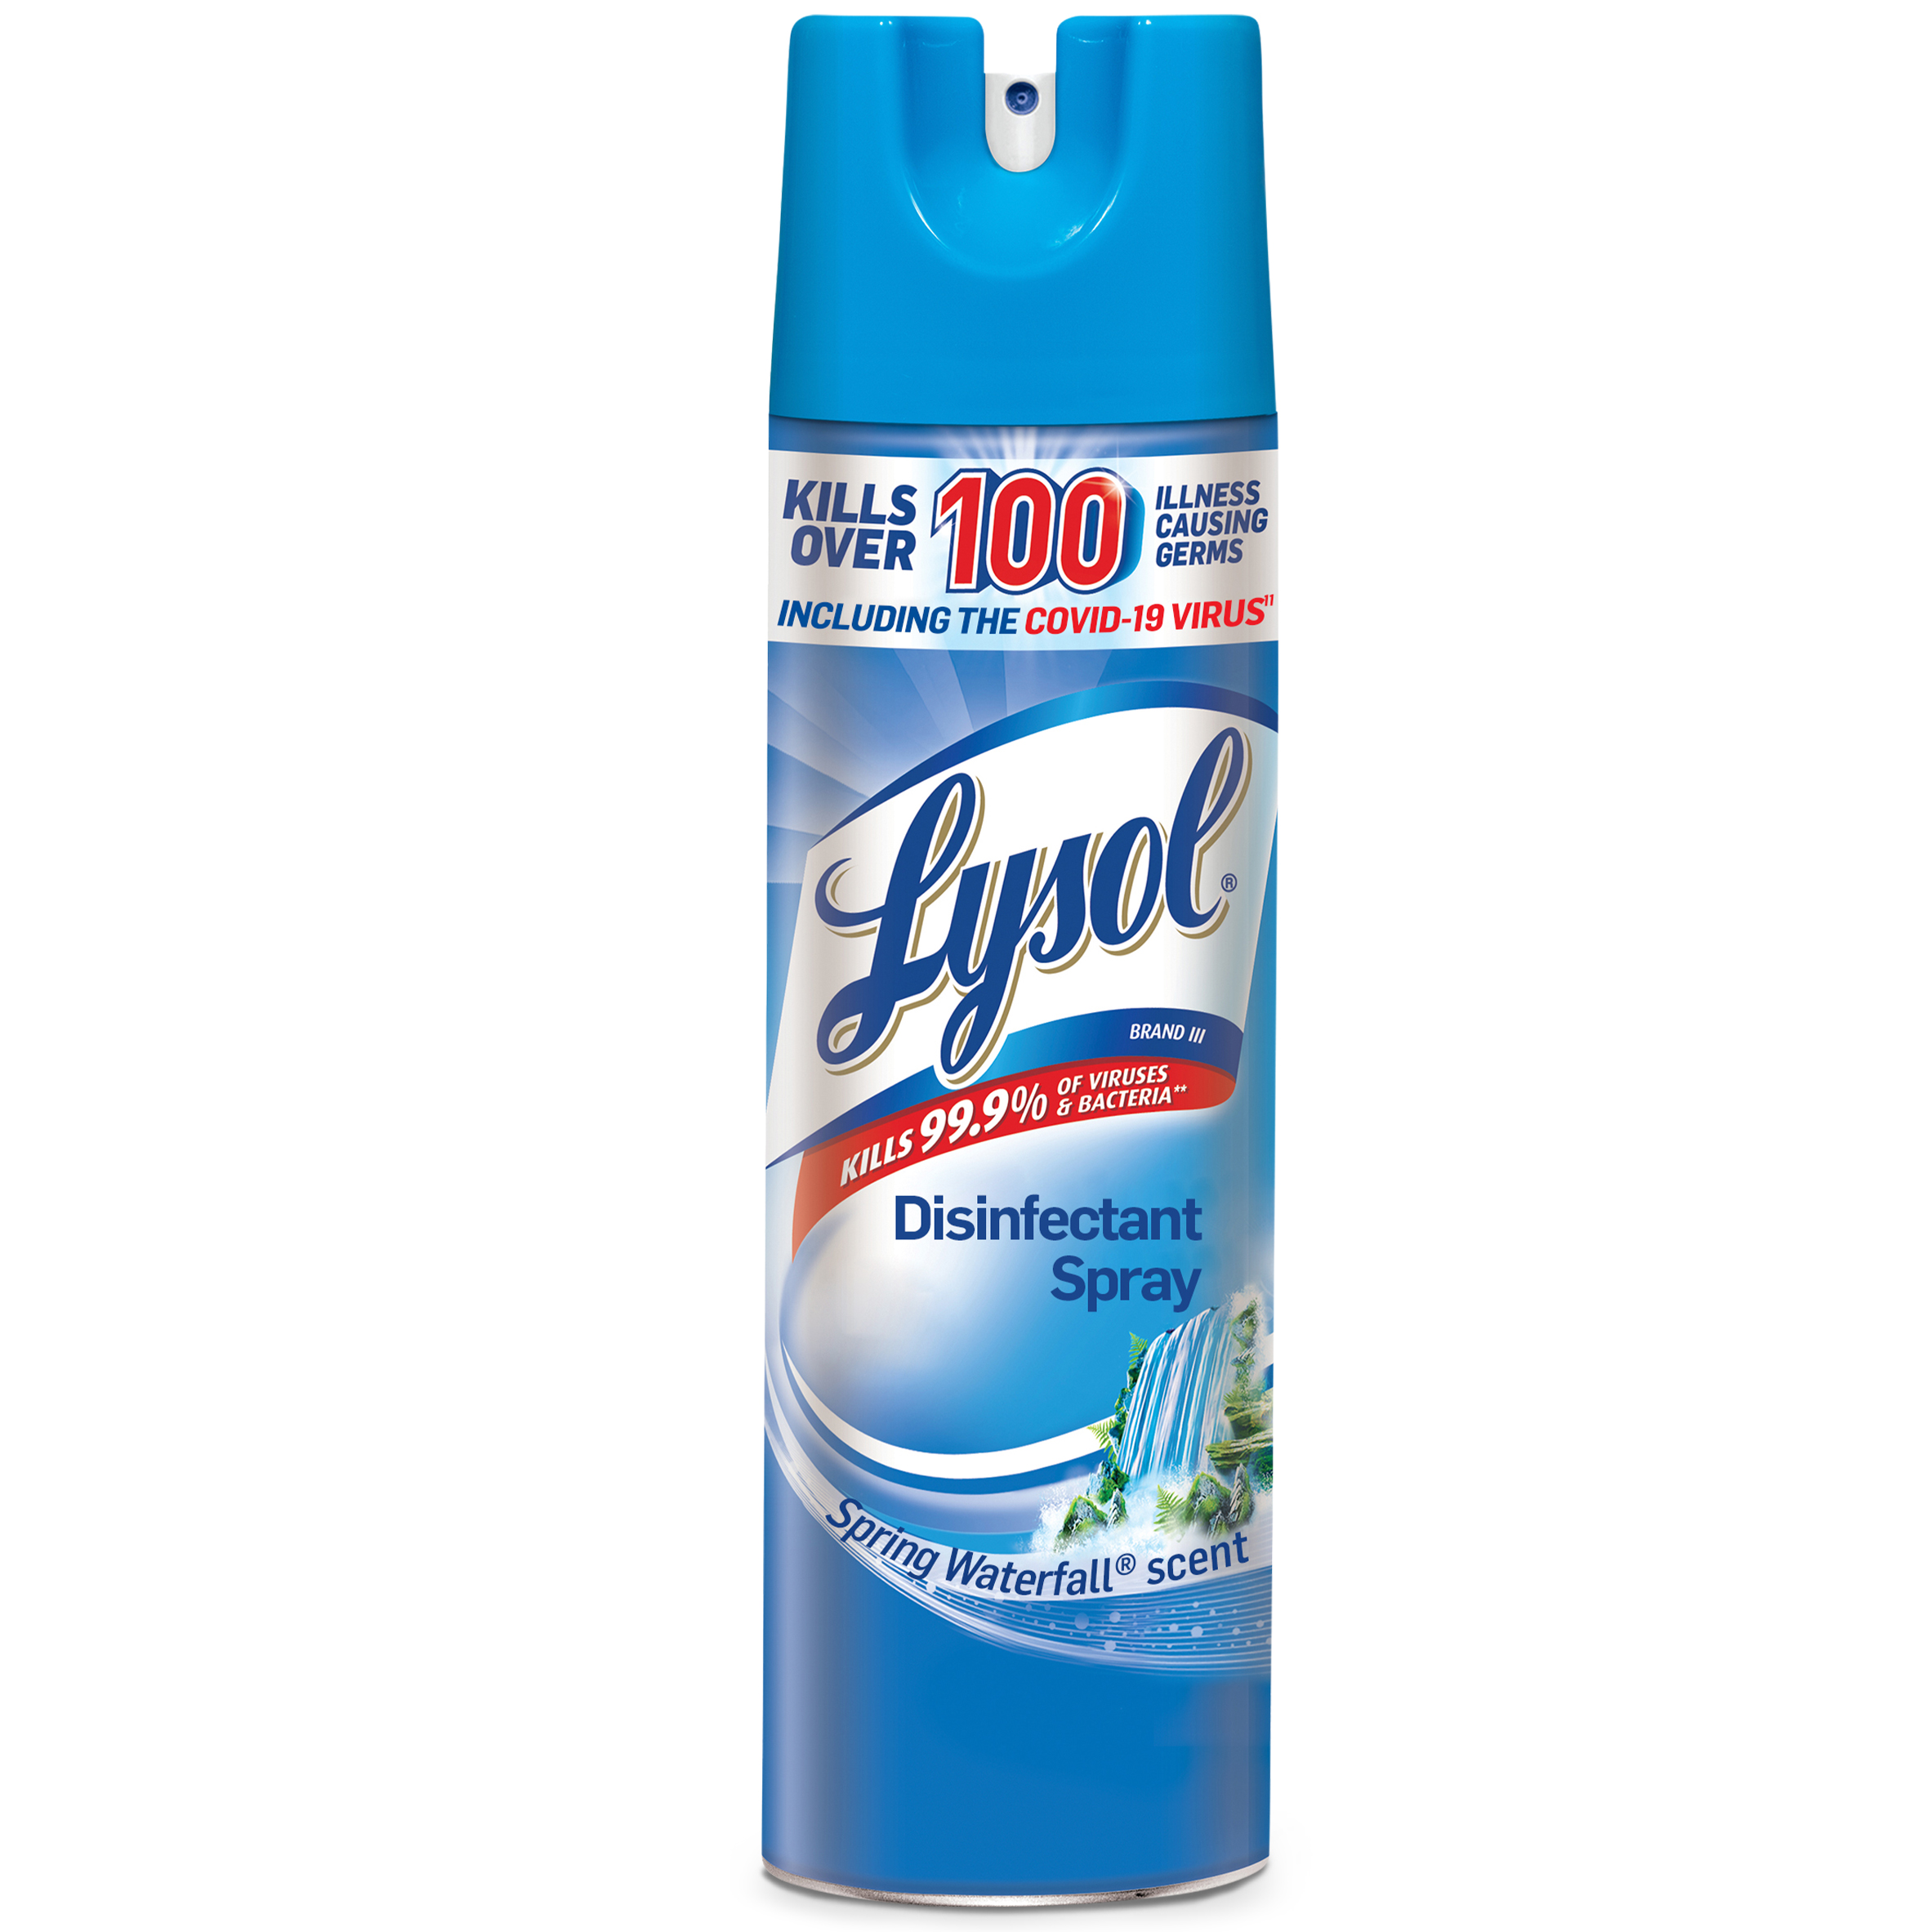 KILLS
OVER
100
ILLNESS
CAUSING
GERMS
INCLUDING THE COVID-19 VIRUS††
Lysol®
BRAND III
KILLS 99.9% OF VIRUSES
& BACTERIA**
Disinfectant
Spray
Spring Waterfall® scent